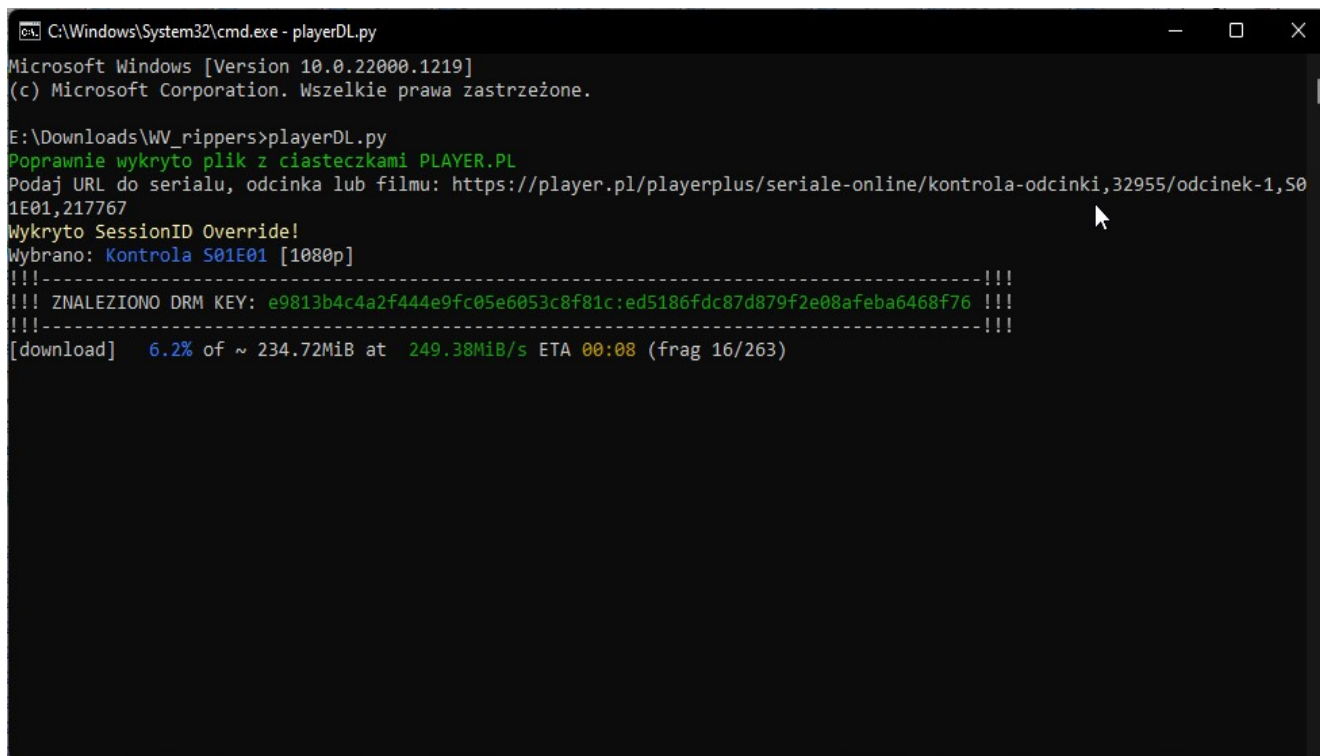 C:\Windows\System32\cmd.exe - playerDL.py
Microsoft Windows [Version 10.0.22000.1219]
(c) Microsoft Corporation. Wszelkie prawa zastrzeżone.
E:\Downloads\WV_rippers>playerDL.py
Poprawnie wykryto plik z ciasteczkami PLAYER.PL
Podaj URL do serialu, odcinka lub filmu: https://player.pl/playerplus/seriale-online/kontrola-odcinki,32955/odcinek-1,S0
1E01,217767
Wykryto SessionID Override!
Wybrano: Kontrola S01E01 [1080p]
!!!---------------------------------------------------------------------------------------!!!
!!! ZNALEZIONO DRM KEY: e9813b4c4a2f444e9fc05e6053c8f81c:ed5186fdc87d879f2e08afeba6468f76 !!!
!!!---------------------------------------------------------------------------------------!!!
[download]   6.2% of ~ 234.72MiB at  249.38MiB/s ETA 00:08 (frag 16/263)